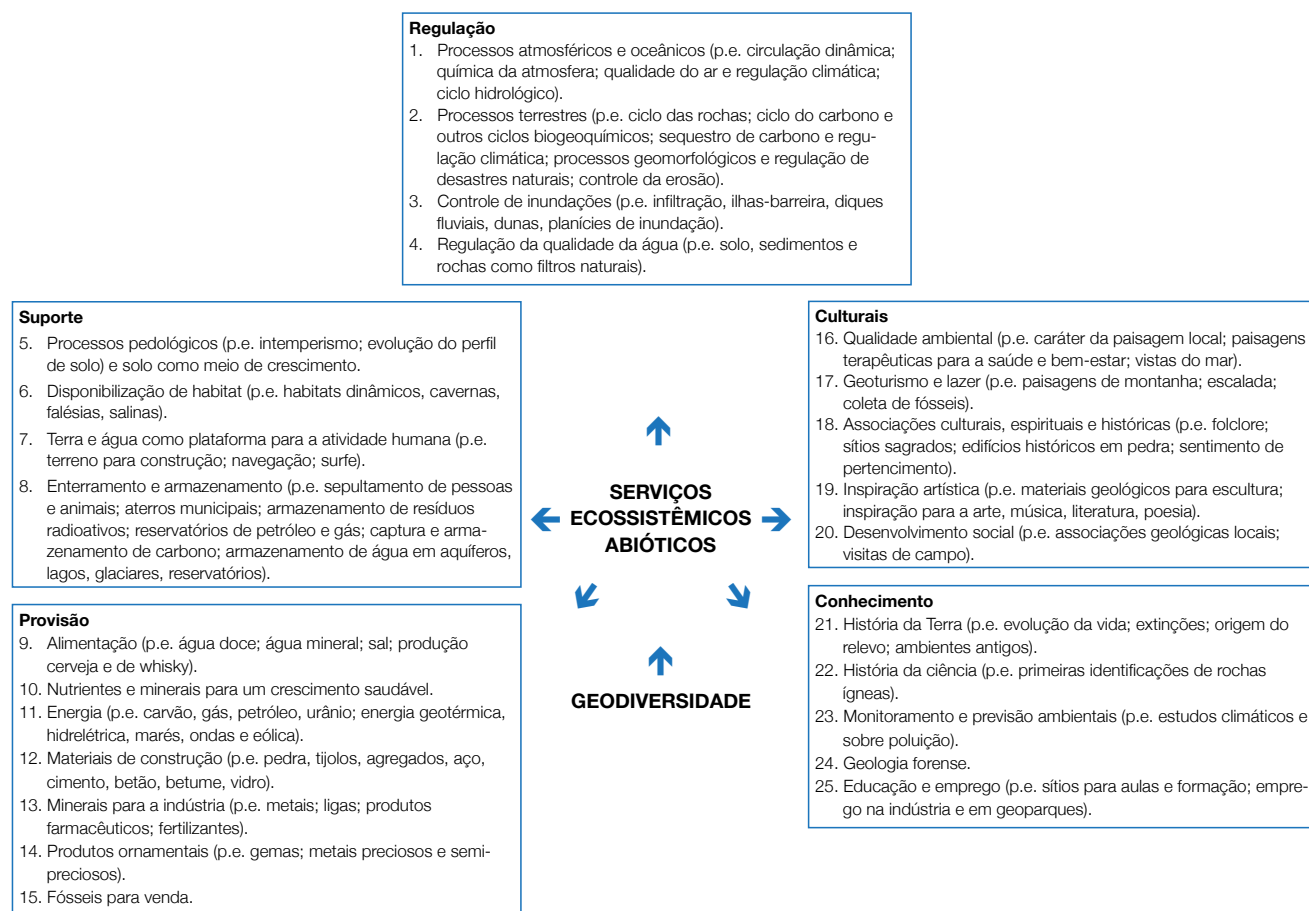 Regulação
1. Processos atmosféricos e oceânicos (p.e. circulação dinâmica;
química da atmosfera; qualidade do ar e regulação climática;
ciclo hidrológico).
2. Processos terrestres (p.e. ciclo das rochas; ciclo do carbono e
outros ciclos biogeoquímicos; sequestro de carbono e regu-
lação climática; processos geomorfológicos e regulação de
desastres naturais; controle da erosão).
3. Controle de inundações (p.e. infiltração, ilhas-barreira, diques
fluviais, dunas, planícies de inundação).
4. Regulação da qualidade da água (p.e. solo, sedimentos e
rochas como filtros naturais).
Suporte
5. Processos pedológicos (p.e. intemperismo; evolução do perfil
de solo) e solo como meio de crescimento.
6. Disponibilização de habitat (p.e. habitats dinâmicos, cavernas,
falésias, salinas).
7. Terra e água como plataforma para a atividade humana (p.e.
terreno para construção; navegação; surfe).
8. Enterramento e armazenamento (p.e. sepultamento de pessoas
e animais; aterros municipais; armazenamento de resíduos
radioativos; reservatórios de petróleo e gás; captura e arma-
zenamento de carbono; armazenamento de água em aquíferos,
lagos, glaciares, reservatórios).
Provisão
9. Alimentação (p.e. água doce; água mineral; sal; produção
cerveja e de whisky).
10. Nutrientes e minerais para um crescimento saudável.
11. Energia (p.e. carvão, gás, petróleo, urânio; energia geotérmica,
hidrelétrica, marés, ondas e eólica).
12. Materiais de construção (p.e. pedra, tijolos, agregados, aço,
cimento, betão, betume, vidro).
13. Minerais para a indústria (p.e. metais; ligas; produtos
farmacêuticos; fertilizantes).
14. Produtos ornamentais (p.e. gemas; metais preciosos e semi-
preciosos).
15. Fósseis para venda.
SERVIÇOS
ECOSSISTÊMICOS
ABIÓTICOS
GEODIVERSIDADE
Culturais
16. Qualidade ambiental (p.e. caráter da paisagem local; paisagens
terapêuticas para a saúde e bem-estar; vistas do mar).
17. Geoturismo e lazer (p.e. paisagens de montanha; escalada;
coleta de fósseis).
18. Associações culturais, espirituais e históricas (p.e. folclore;
sítios sagrados; edifícios históricos em pedra; sentimento de
pertencimento).
19. Inspiração artística (p.e. materiais geológicos para escultura;
inspiração para a arte, música, literatura, poesia).
20. Desenvolvimento social (p.e. associações geológicas locais;
visitas de campo).
Conhecimento
21. História da Terra (p.e. evolução da vida; extinções; origem do
relevo; ambientes antigos).
22. História da ciência (p.e. primeiras identificações de rochas
ígneas).
23. Monitoramento e previsão ambientais (p.e. estudos climáticos e
sobre poluição).
24. Geologia forense.
25. Educação e emprego (p.e. sítios para aulas e formação; empre-
go na indústria e em geoparques).